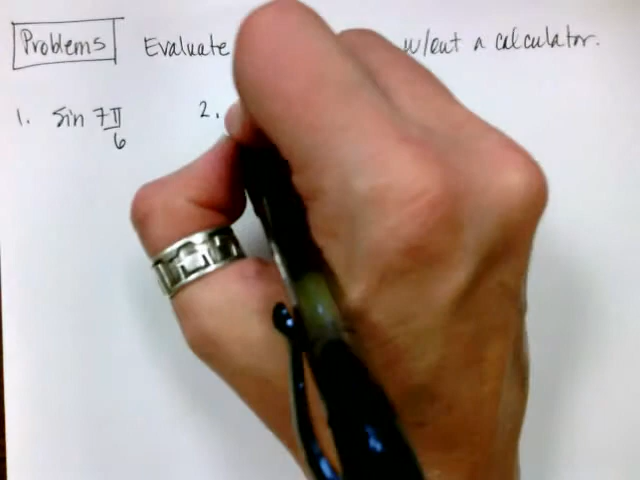 Problems Evaluate w/out a calculator.
1. Sin 7π/6 2.